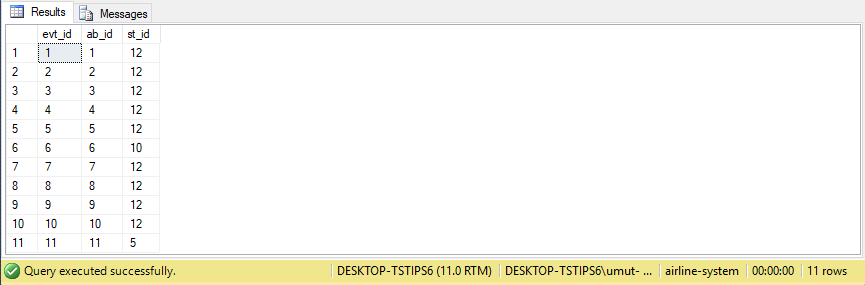 Results Messages
evt_id ab_id st_id
1 1 1 12
2 2 2 12
3 3 3 12
4 4 4 12
5 5 5 12
6 6 6 10
7 7 7 12
8 8 8 12
9 9 9 12
10 10 10 12
11 11 11 5
Query executed successfully. DESKTOP-TSTIPS6 (11.0 RTM) DESKTOP-TSTIPS6\umut- ... airline-system 00:00:00 11 rows